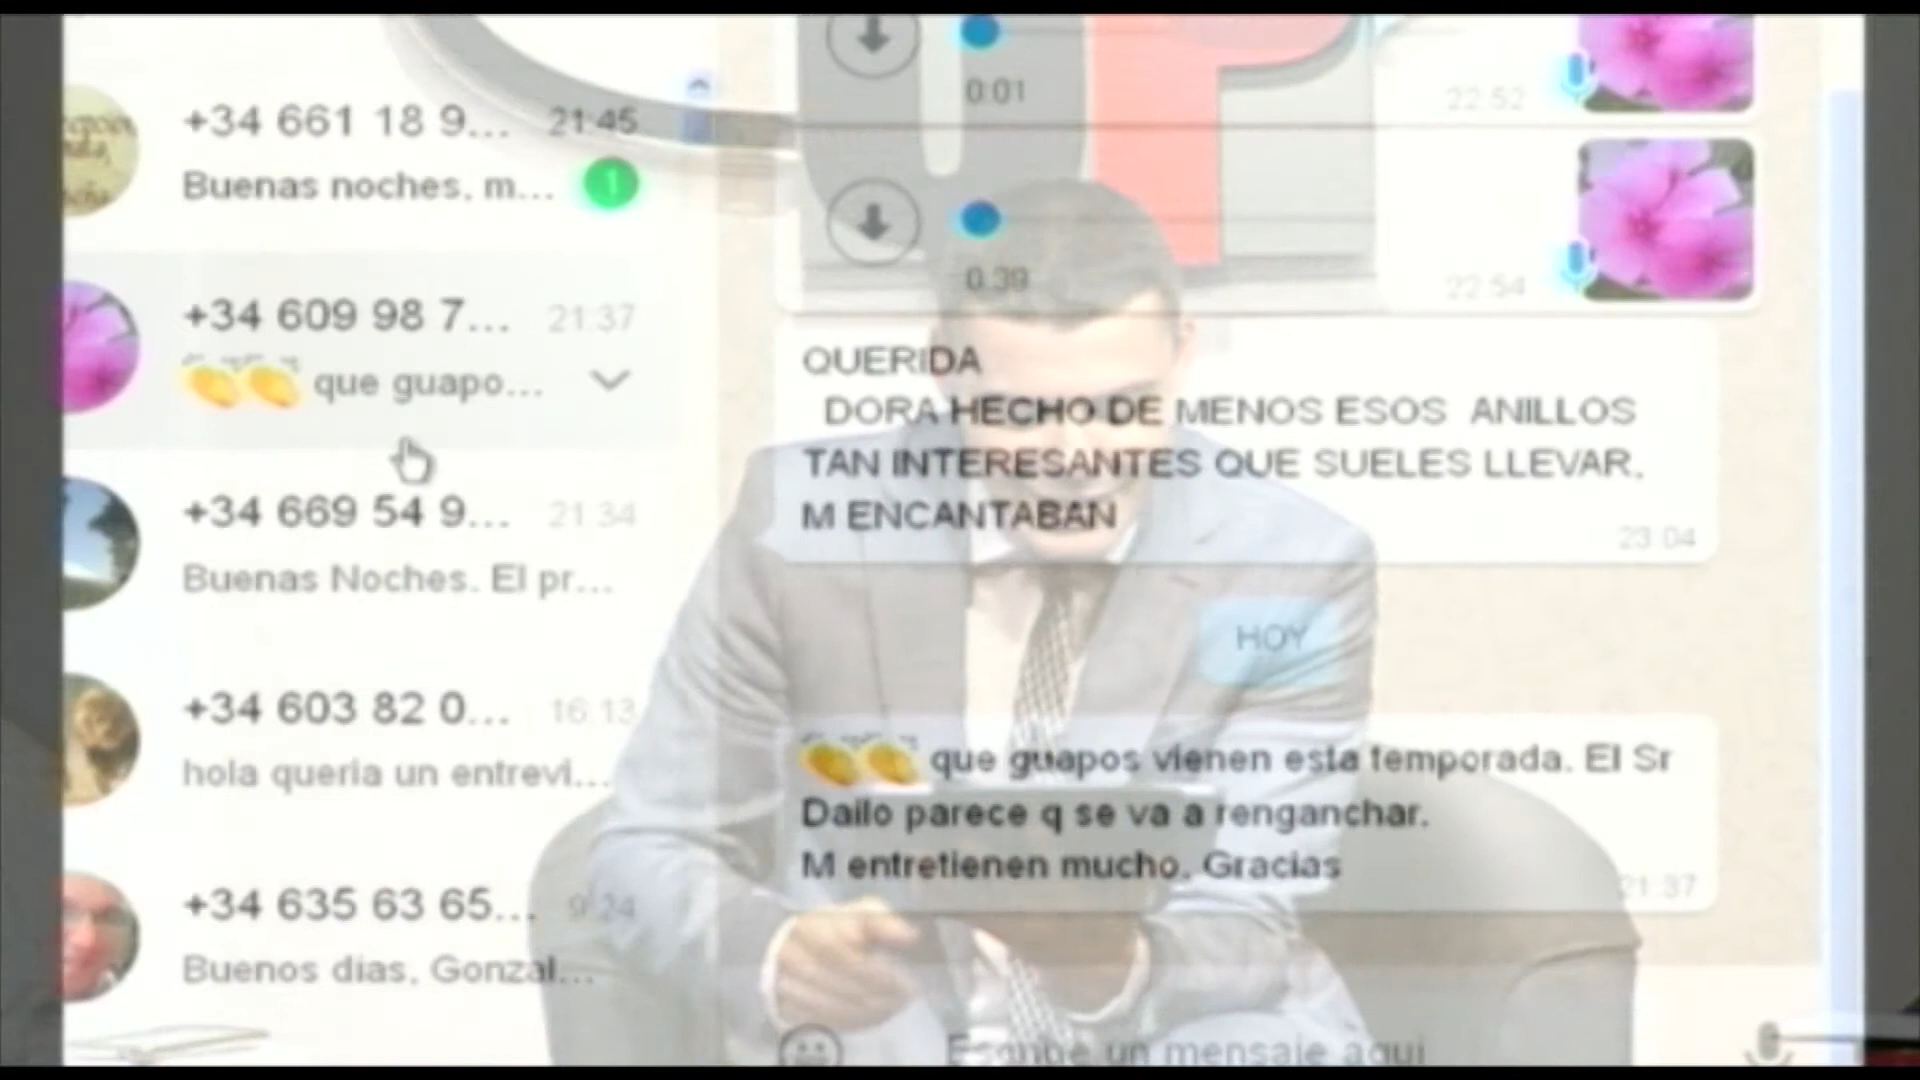 +34 661 18 9... 21:45
Buenas noches, m... 1
+34 609 98 7... 21:37
que guapo...
+34 669 54 9... 21:34
Buenas Noches. El pr...
+34 603 82 0... 16:13
hola queria un entrevi...
+34 635 63 65... 9:24
Buenos dias, Gonzal...
UP
0:01 22:52
0:39 22:54
QUERIDA
DORA HECHO DE MENOS ESOS ANILLOS
TAN INTERESANTES QUE SUELES LLEVAR.
M ENCANTABAN
23:04
HOY
que guapos vienen esta temporada. El Sr
Dailo parece q se va a renganchar.
M entretienen mucho. Gracias
21:37
Escribe un mensaje aqui